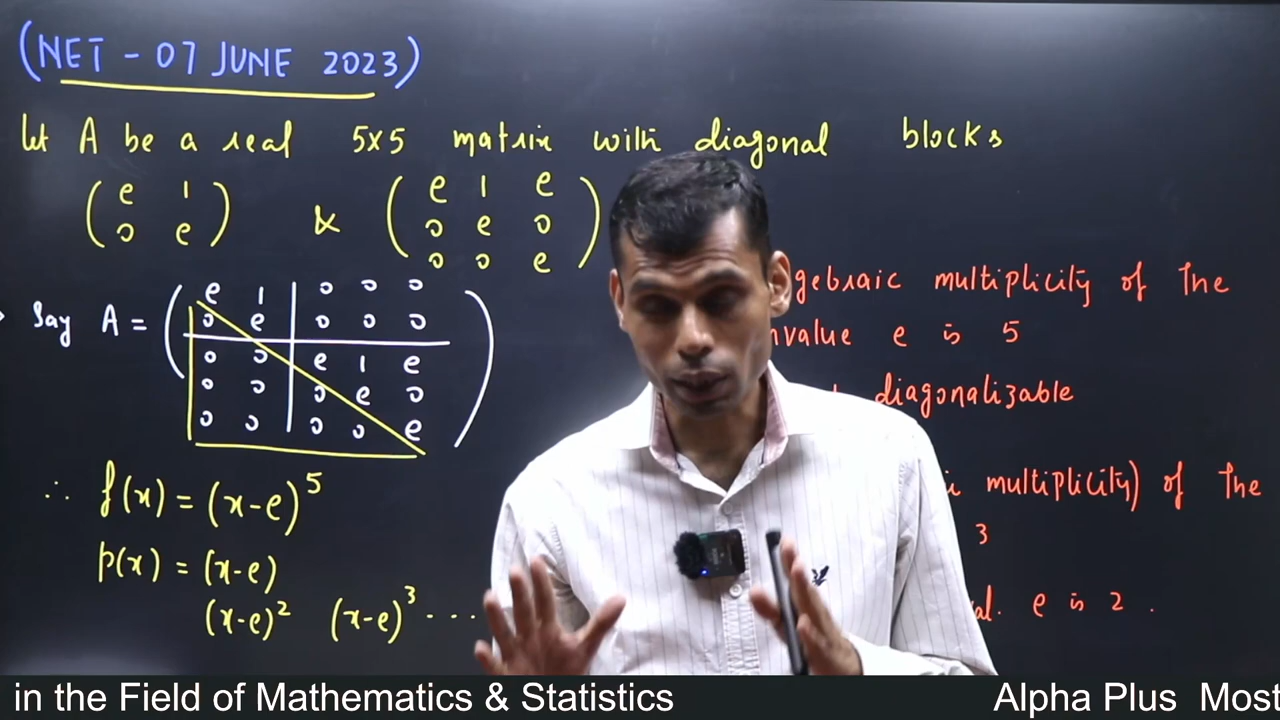 (NET - 07 JUNE 2023)
let A be a real 5x5 matrix with diagonal blocks
( e 1 ) & ( e 1 e )
( 0 e ) ( 0 e 0 )
( 0 0 e )
Say A = ( e 1 | 0 0 0 )
( 0 e | 0 0 0 )
( 0 0 | e 1 e )
( 0 0 | 0 e 0 )
( 0 0 | 0 0 e )
∴ f(x) = (x-e)^5
p(x) = (x-e)
(x-e)^2 (x-e)^3 ....
multiplicity of the
e is 5
diagonalizable
multiplicity) of the
3
e is 2 .
in the Field of Mathematics & Statistics
Alpha Plus Most